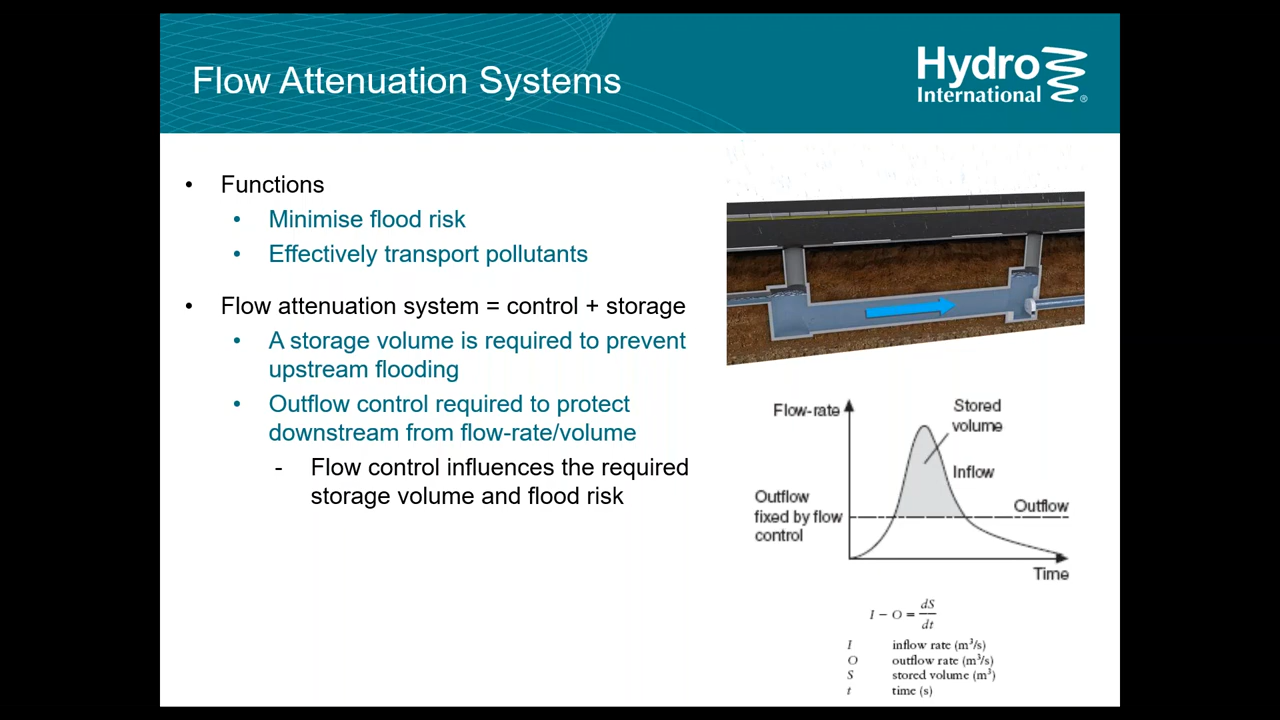 Flow Attenuation Systems
Hydro
International
®
• Functions
• Minimise flood risk
• Effectively transport pollutants
• Flow attenuation system = control + storage
• A storage volume is required to prevent
upstream flooding
• Outflow control required to protect
downstream from flow-rate/volume
- Flow control influences the required
storage volume and flood risk
Flow-rate
Stored
volume
Inflow
Outflow
Outflow
fixed by flow
control
Time
I − O = dS/dt
I inflow rate (m³/s)
O outflow rate (m³/s)
S stored volume (m³)
t time (s)